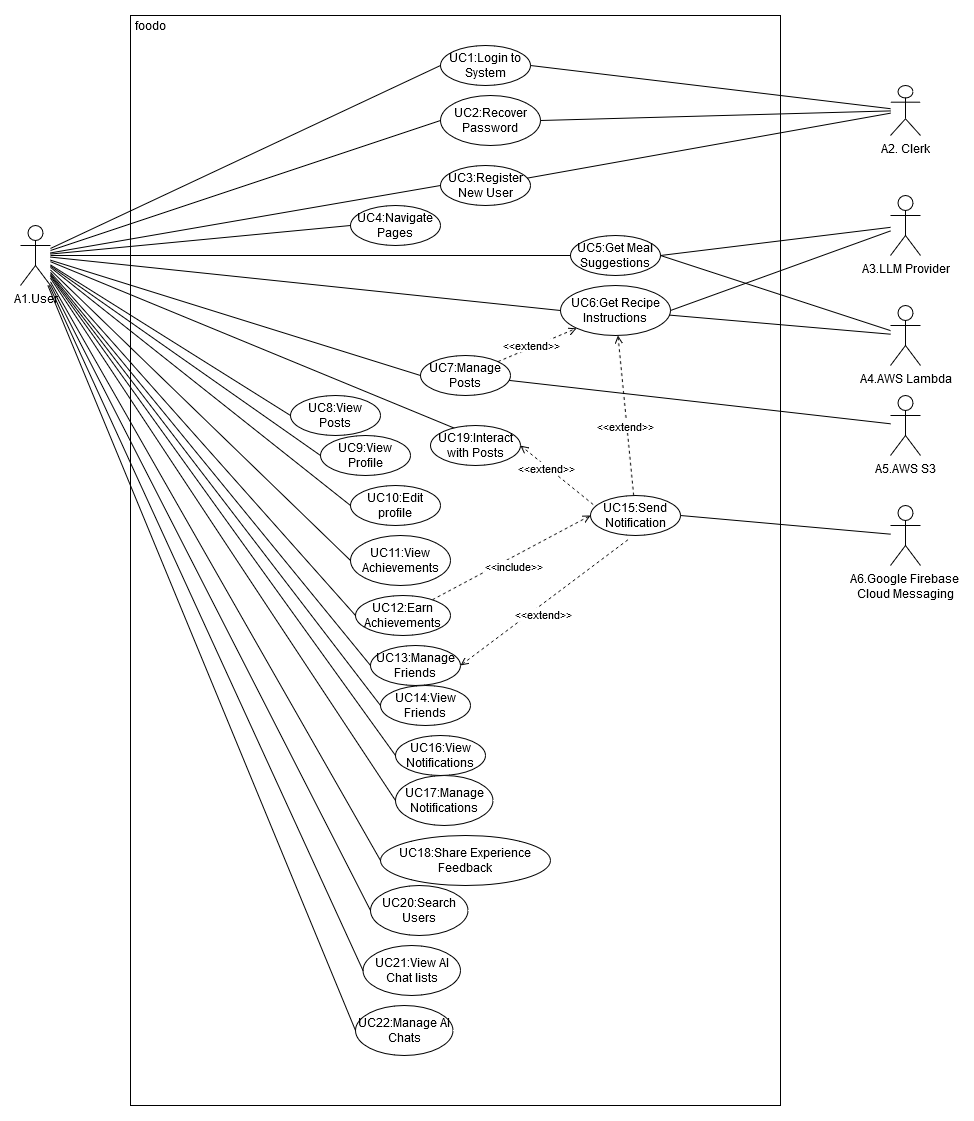 foodo
UC1:Login to
System
UC2:Recover
Password
A2. Clerk
UC3:Register
New User
UC4:Navigate
Pages
UC5:Get Meal
Suggestions
A3.LLM Provider
A1.User
UC6:Get Recipe
Instructions
<<extend>>
UC7:Manage
Posts
A4.AWS Lambda
UC8:View
Posts
<<extend>>
UC19:Interact
with Posts
UC9:View
Profile
<<extend>>
A5.AWS S3
UC10:Edit
profile
UC15:Send
Notification
UC11:View
Achievements
<<include>>
A6.Google Firebase
Cloud Messaging
UC12:Earn
Achievements
<<extend>>
UC13:Manage
Friends
UC14:View
Friends
UC16:View
Notifications
UC17:Manage
Notifications
UC18:Share Experience
Feedback
UC20:Search
Users
UC21:View AI
Chat lists
UC22:Manage AI
Chats